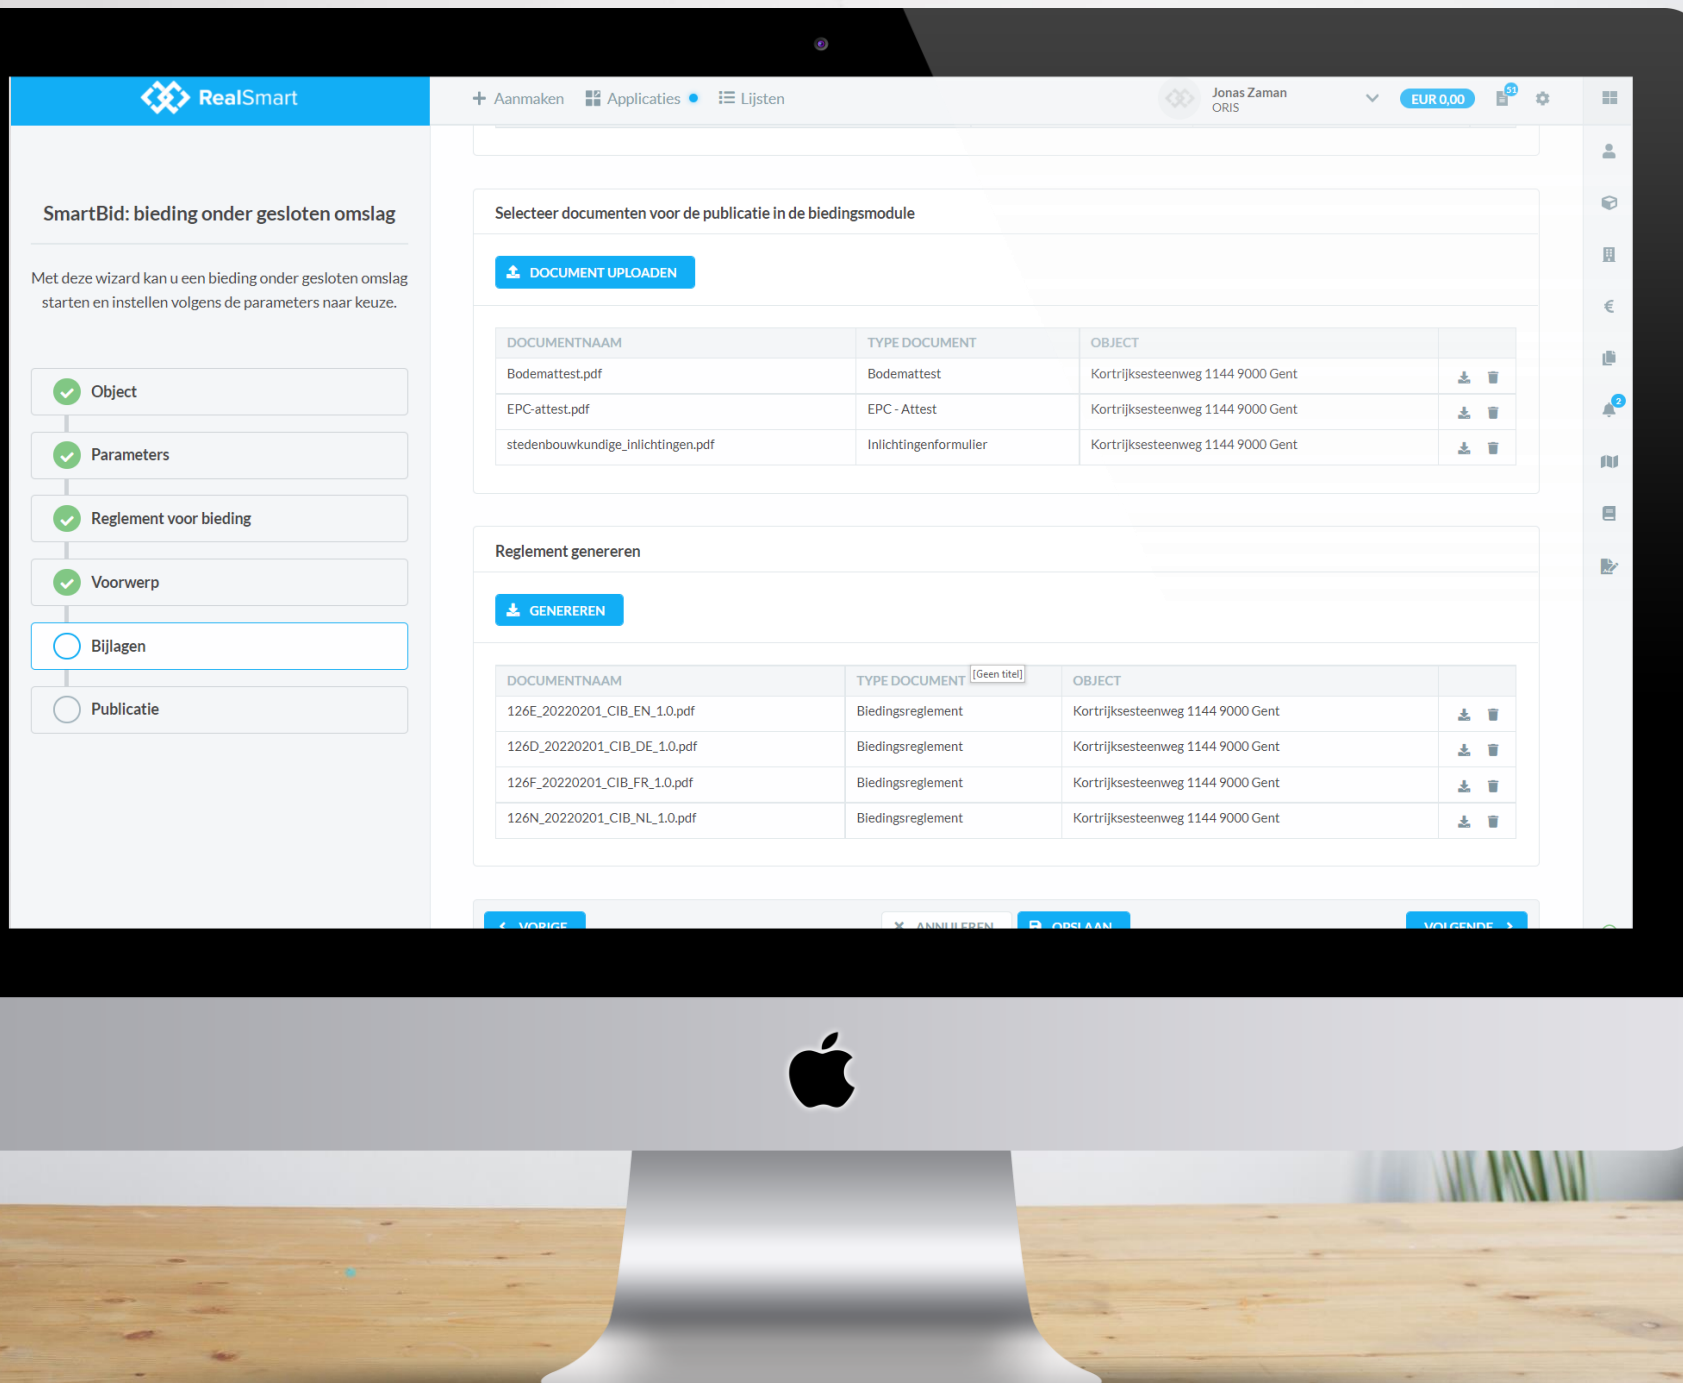 RealSmart
Aanmaken Applicaties Lijsten
Jonas Zaman
ORIS
EUR 0,00
51
SmartBid: bieding onder gesloten omslag
Met deze wizard kan u een bieding onder gesloten omslag
starten en instellen volgens de parameters naar keuze.
Object
Parameters
Reglement voor bieding
Voorwerp
Bijlagen
Publicatie
Selecteer documenten voor de publicatie in de biedingsmodule
DOCUMENT UPLOADEN
DOCUMENTNAAM TYPE DOCUMENT OBJECT
Bodemattest.pdf Bodemattest Kortrijksesteenweg 1144 9000 Gent
EPC-attest.pdf EPC - Attest Kortrijksesteenweg 1144 9000 Gent
stedenbouwkundige_inlichtingen.pdf Inlichtingenformulier Kortrijksesteenweg 1144 9000 Gent
Reglement genereren
GENEREREN
DOCUMENTNAAM TYPE DOCUMENT [Geen titel] OBJECT
126E_20220201_CIB_EN_1.0.pdf Biedingsreglement Kortrijksesteenweg 1144 9000 Gent
126D_20220201_CIB_DE_1.0.pdf Biedingsreglement Kortrijksesteenweg 1144 9000 Gent
126F_20220201_CIB_FR_1.0.pdf Biedingsreglement Kortrijksesteenweg 1144 9000 Gent
126N_20220201_CIB_NL_1.0.pdf Biedingsreglement Kortrijksesteenweg 1144 9000 Gent
VORIGE ANNULEREN OPSLAAN VOLGENDE
€
2